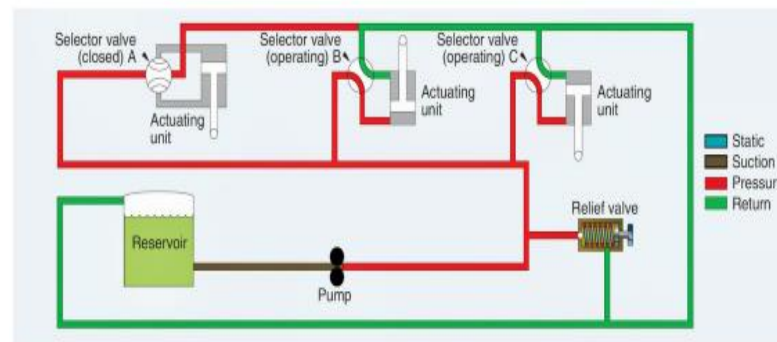 Selector valve
(closed) A
Selector valve
(operating) B
Selector valve
(operating) C
Actuating
unit
Actuating
unit
Actuating
unit
Static
Suction
Pressur
Return
Relief valve
Reservoir
Pump